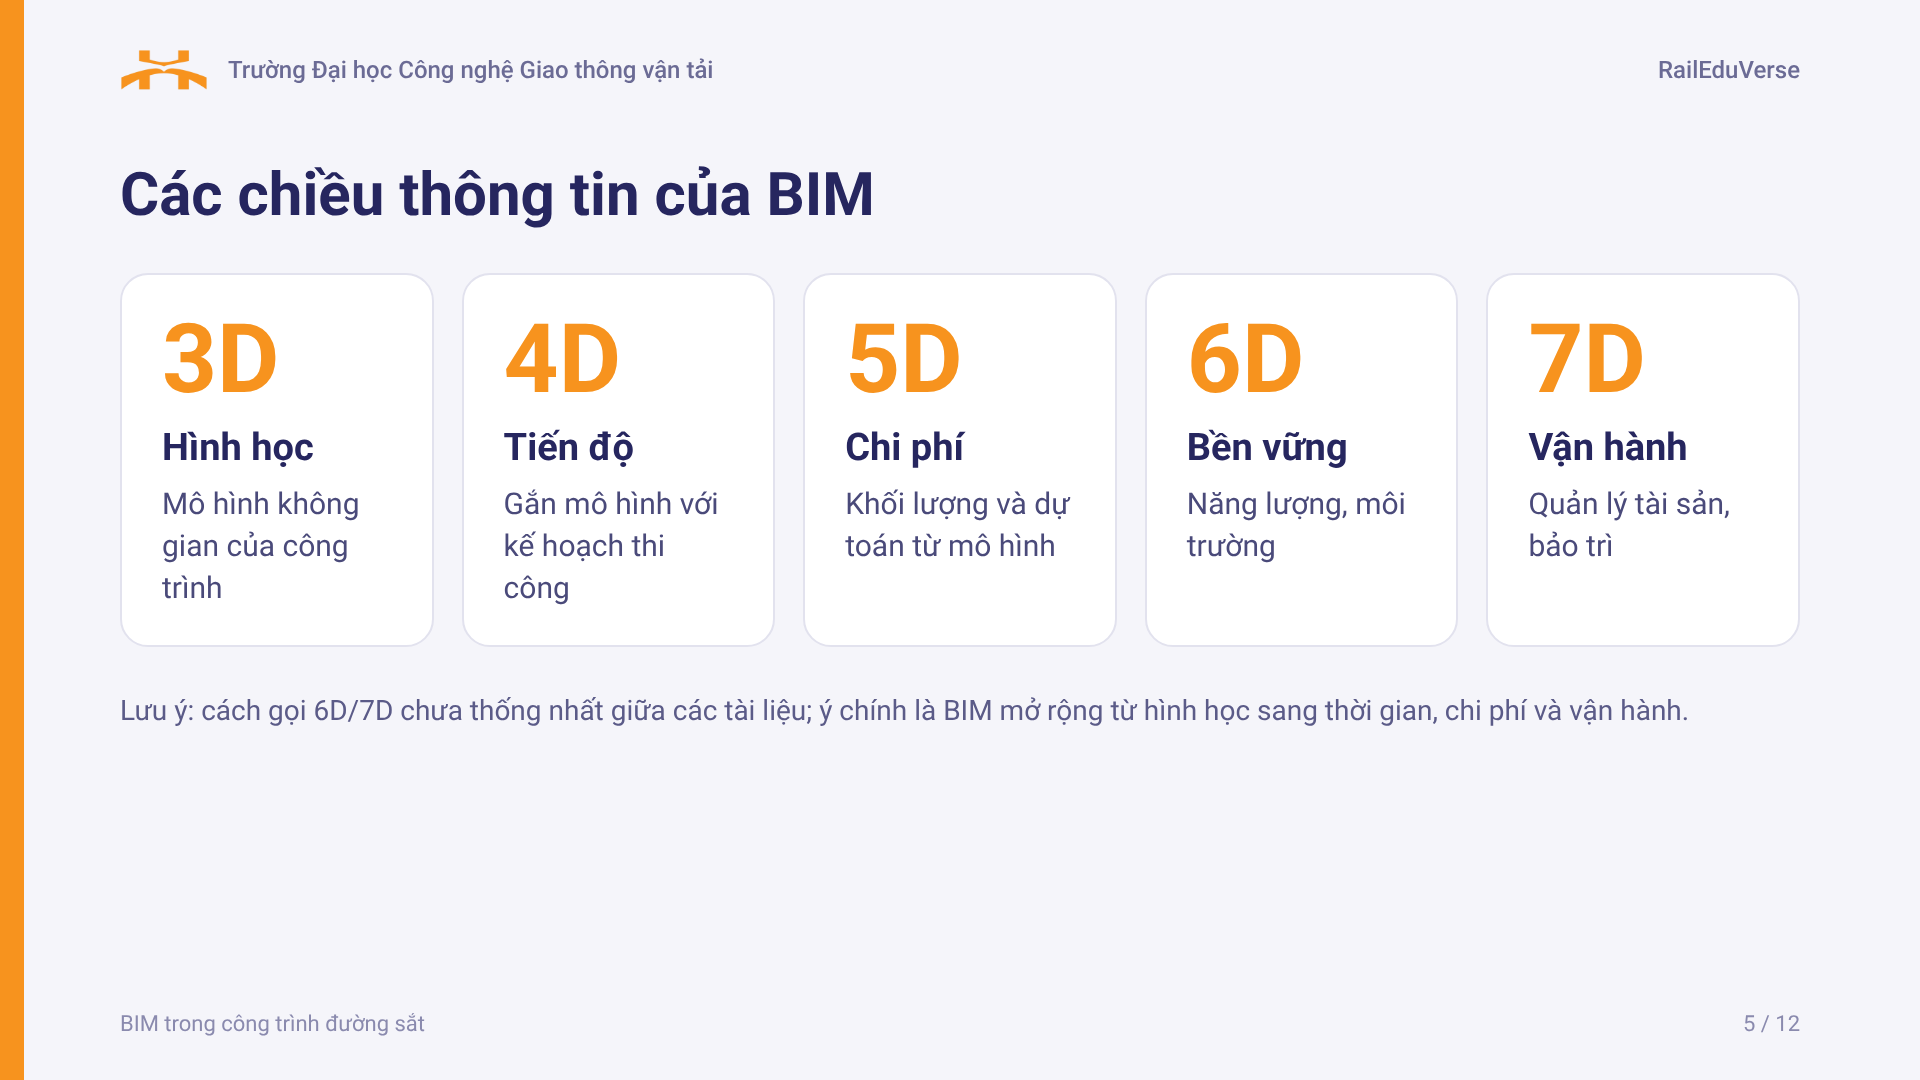 Trường Đại học Công nghệ Giao thông vận tải
RailEduVerse
Các chiều thông tin của BIM
3D
Hình học
Mô hình không
gian của công
trình
4D
Tiến độ
Gắn mô hình với
kế hoạch thi
công
5D
Chi phí
Khối lượng và dự
toán từ mô hình
6D
Bền vững
Năng lượng, môi
trường
7D
Vận hành
Quản lý tài sản,
bảo trì
Lưu ý: cách gọi 6D/7D chưa thống nhất giữa các tài liệu; ý chính là BIM mở rộng từ hình học sang thời gian, chi phí và vận hành.
BIM trong công trình đường sắt
5 / 12